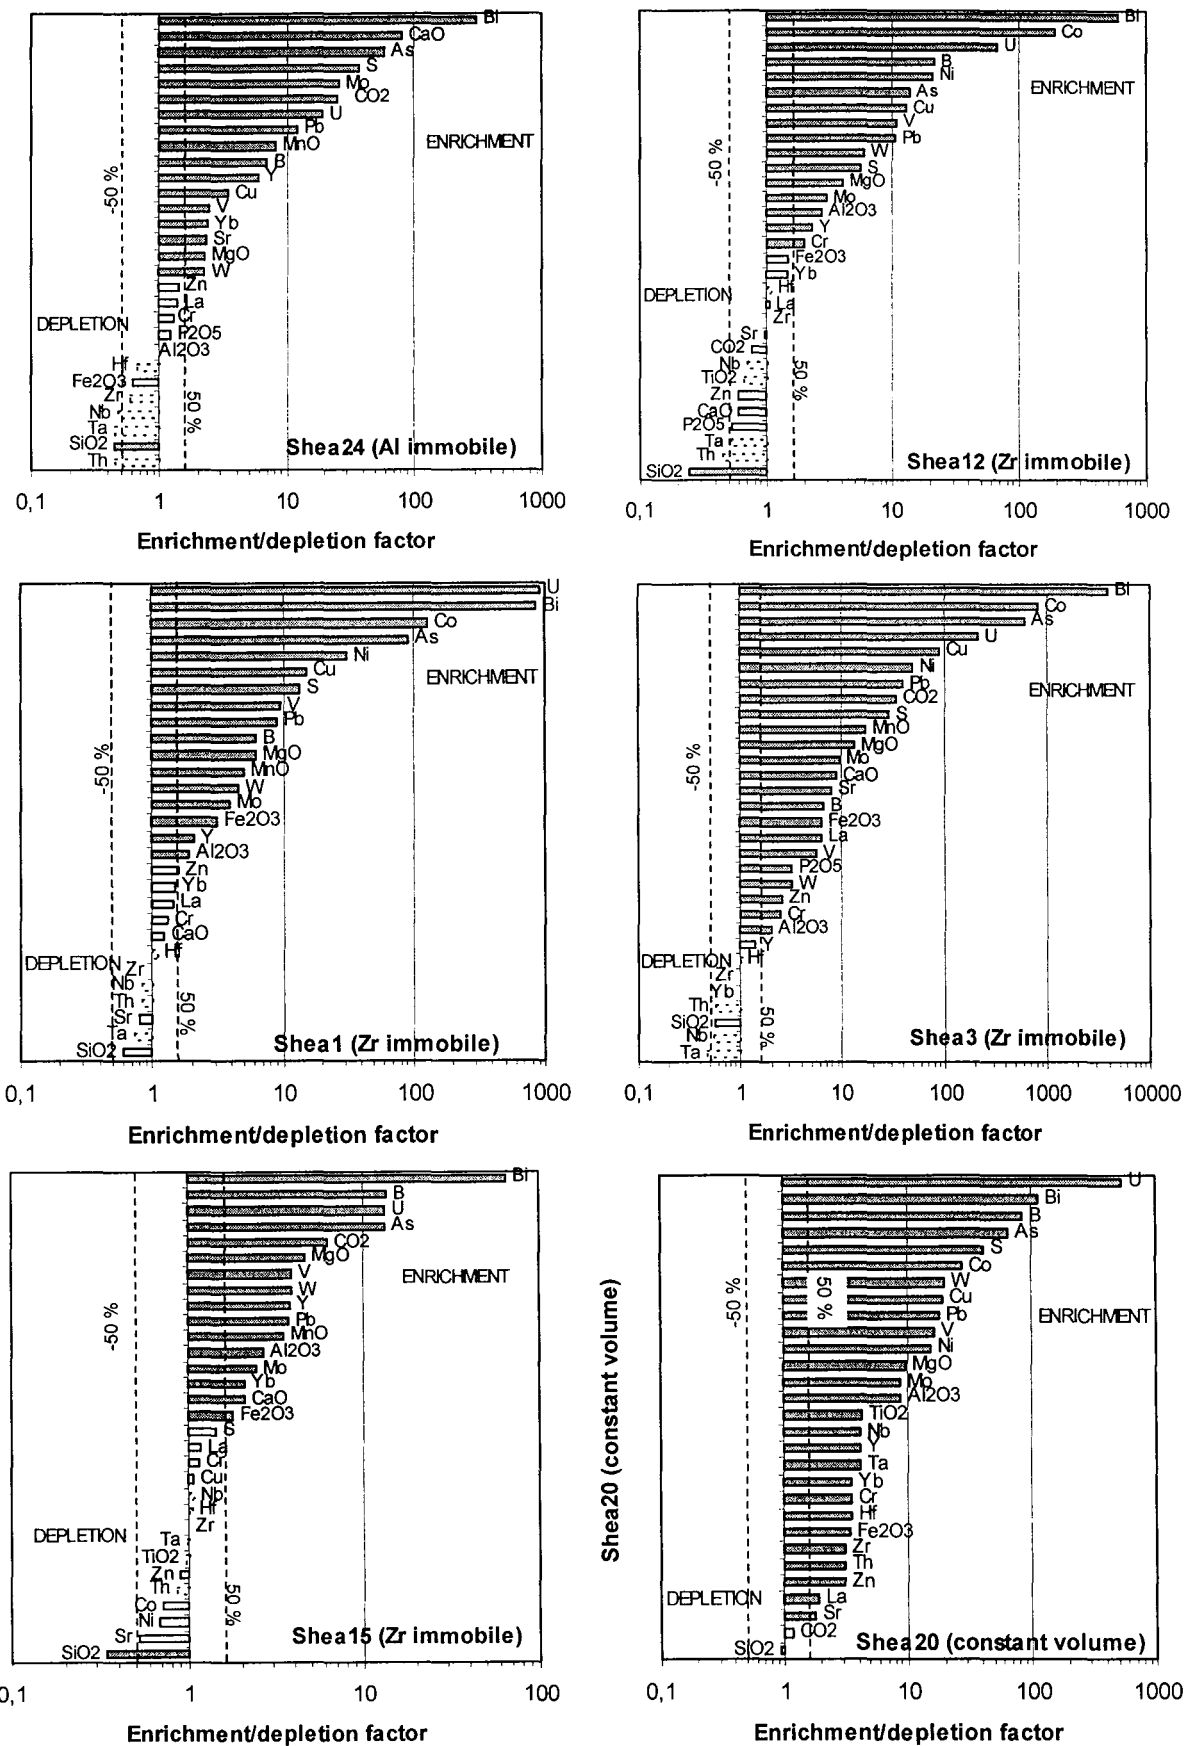 Bi
CaO
As
S
Mo
CO2
U
Pb
MnO
B
Y
Cu
V
Yb
Sr
MgO
W
Zn
La
Cr
P2O5
Al2O3
Hf
Fe2O3
Zr
Nb
Ta
SiO2
Th
-50 %
50 %
ENRICHMENT
DEPLETION
Shea24 (Al immobile)
0,1 1 10 100 1000
Enrichment/depletion factor
Bi
Co
U
B
Ni
As
Cu
V
Pb
W
S
MgO
Mo
Al2O3
Y
Cr
Fe2O3
Yb
Hf
La
Zr
Sr
CO2
Nb
TiO2
Zn
CaO
P2O5
Ta
Th
SiO2
-50 %
50 %
ENRICHMENT
DEPLETION
Shea12 (Zr immobile)
0,1 1 10 100 1000
Enrichment/depletion factor
U
Bi
Co
As
Ni
Cu
S
V
Pb
B
MgO
MnO
W
Mo
Fe2O3
Y
Al2O3
Zn
Yb
La
Cr
CaO
Hf
Zr
Nb
Th
Sr
Ta
SiO2
-50 %
50 %
ENRICHMENT
DEPLETION
Shea1 (Zr immobile)
0,1 1 10 100 1000
Enrichment/depletion factor
Bi
Co
As
U
Cu
Ni
Pb
CO2
S
MnO
MgO
Mo
CaO
Sr
B
Fe2O3
La
V
P2O5
W
Zn
Cr
Al2O3
Y
Hf
Zr
Yb
Th
SiO2
Nb
Ta
-50 %
50 %
ENRICHMENT
DEPLETION
Shea3 (Zr immobile)
0,1 1 10 100 1000 10000
Enrichment/depletion factor
Bi
B
U
As
CO2
MgO
V
W
Y
Pb
MnO
Al2O3
Mo
Yb
CaO
Fe2O3
S
La
Cr
Cu
Nb
Hf
Zr
Ta
TiO2
Zn
Th
Co
Ni
Sr
SiO2
-50 %
50 %
ENRICHMENT
DEPLETION
Shea15 (Zr immobile)
0,1 1 10 100
Enrichment/depletion factor
Shea20 (constant volume)
U
Bi
B
As
S
Co
W
Cu
Pb
V
Ni
MgO
Mo
Al2O3
TiO2
Nb
Y
Ta
Yb
Cr
Hf
Fe2O3
Zr
Th
Zn
La
Sr
CO2
SiO2
-50 %
50 %
ENRICHMENT
DEPLETION
Shea20 (constant volume)
0,1 1 10 100 1000
Enrichment/depletion factor